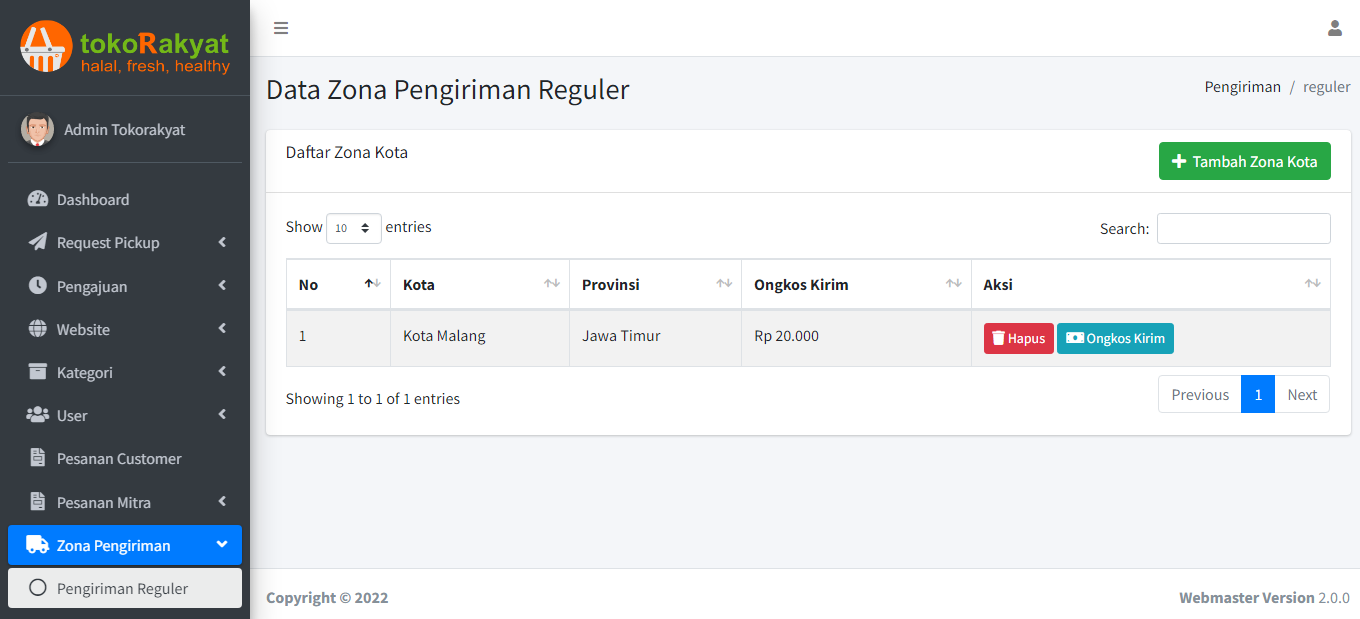 tokoRakyat
halal, fresh, healthy
Admin Tokorakyat
Dashboard
Request Pickup
Pengajuan
Website
Kategori
User
Pesanan Customer
Pesanan Mitra
Zona Pengiriman
Pengiriman Reguler
Data Zona Pengiriman Reguler
Pengiriman / reguler
Daftar Zona Kota
Tambah Zona Kota
Show 10 entries
Search:
No Kota Provinsi Ongkos Kirim Aksi
1 Kota Malang Jawa Timur Rp 20.000 Hapus Ongkos Kirim
Showing 1 to 1 of 1 entries
Previous 1 Next
Copyright © 2022
Webmaster Version 2.0.0